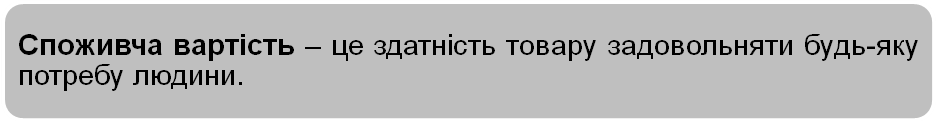 Споживча вартість – це здатність товару задовольняти будь-яку
потребу людини.